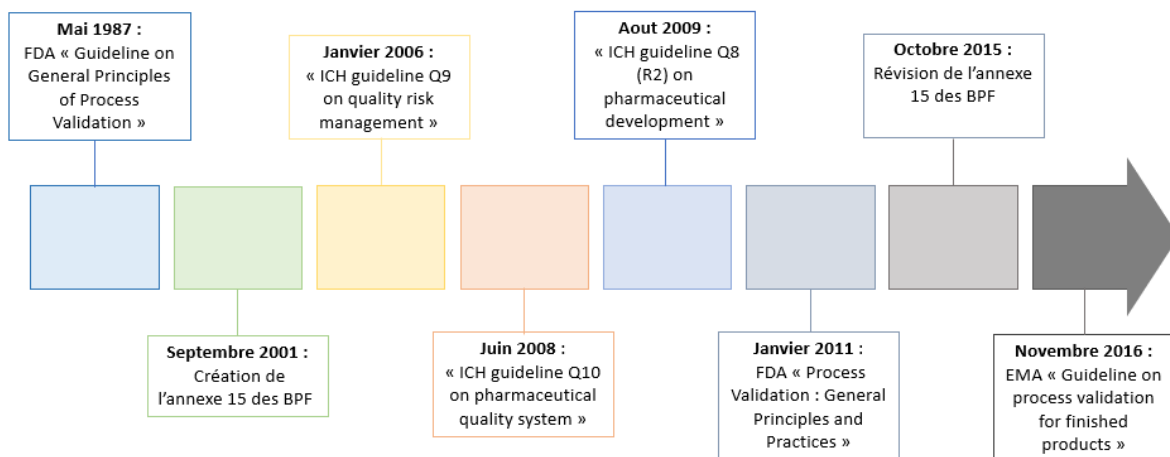 Mai 1987 :
FDA « Guideline on
General Principles
of Process
Validation »
Septembre 2001 :
Création de
l’annexe 15 des BPF
Janvier 2006 :
« ICH guideline Q9
on quality risk
management »
Juin 2008 :
« ICH guideline Q10
on pharmaceutical
quality system »
Aout 2009 :
« ICH guideline Q8
(R2) on
pharmaceutical
development »
Janvier 2011 :
FDA « Process
Validation : General
Principles and
Practices »
Octobre 2015 :
Révision de l’annexe
15 des BPF
Novembre 2016 :
EMA « Guideline on
process validation
for finished
products »